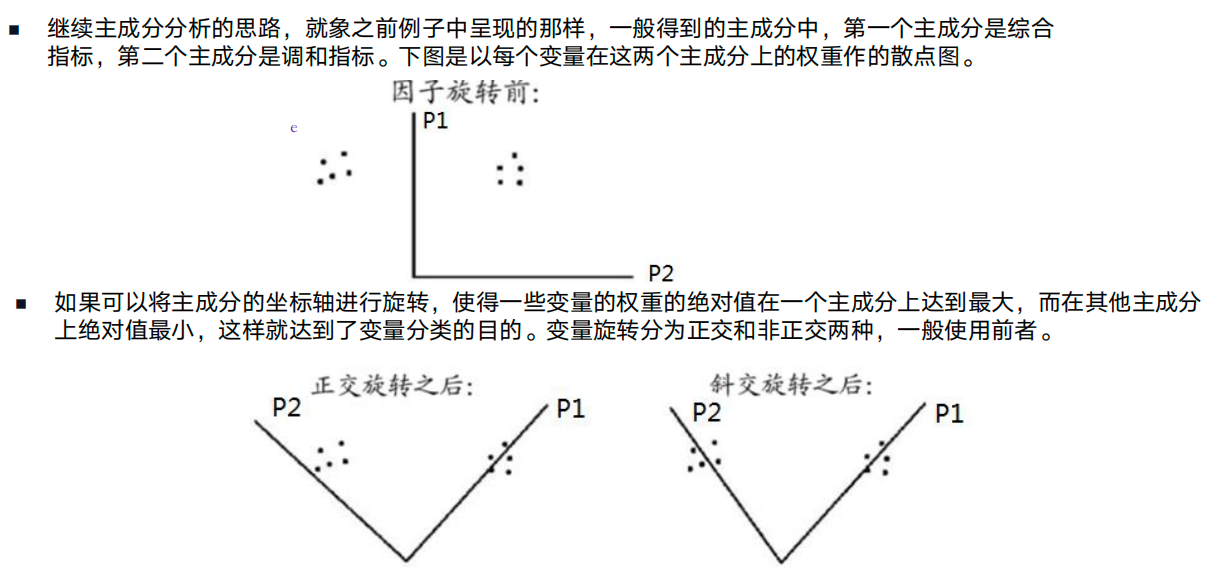 ▪ 继续主成分分析的思路，就象之前例子中呈现的那样，一般得到的主成分中，第一个主成分是综合
指标，第二个主成分是调和指标。下图是以每个变量在这两个主成分上的权重作的散点图。
因子旋转前:
P1
e
P2
▪ 如果可以将主成分的坐标轴进行旋转，使得一些变量的权重的绝对值在一个主成分上达到最大，而在其他主成分
上绝对值最小，这样就达到了变量分类的目的。变量旋转分为正交和非正交两种，一般使用前者。
正交旋转之后:
P2
P1
斜交旋转之后:
P2
P1